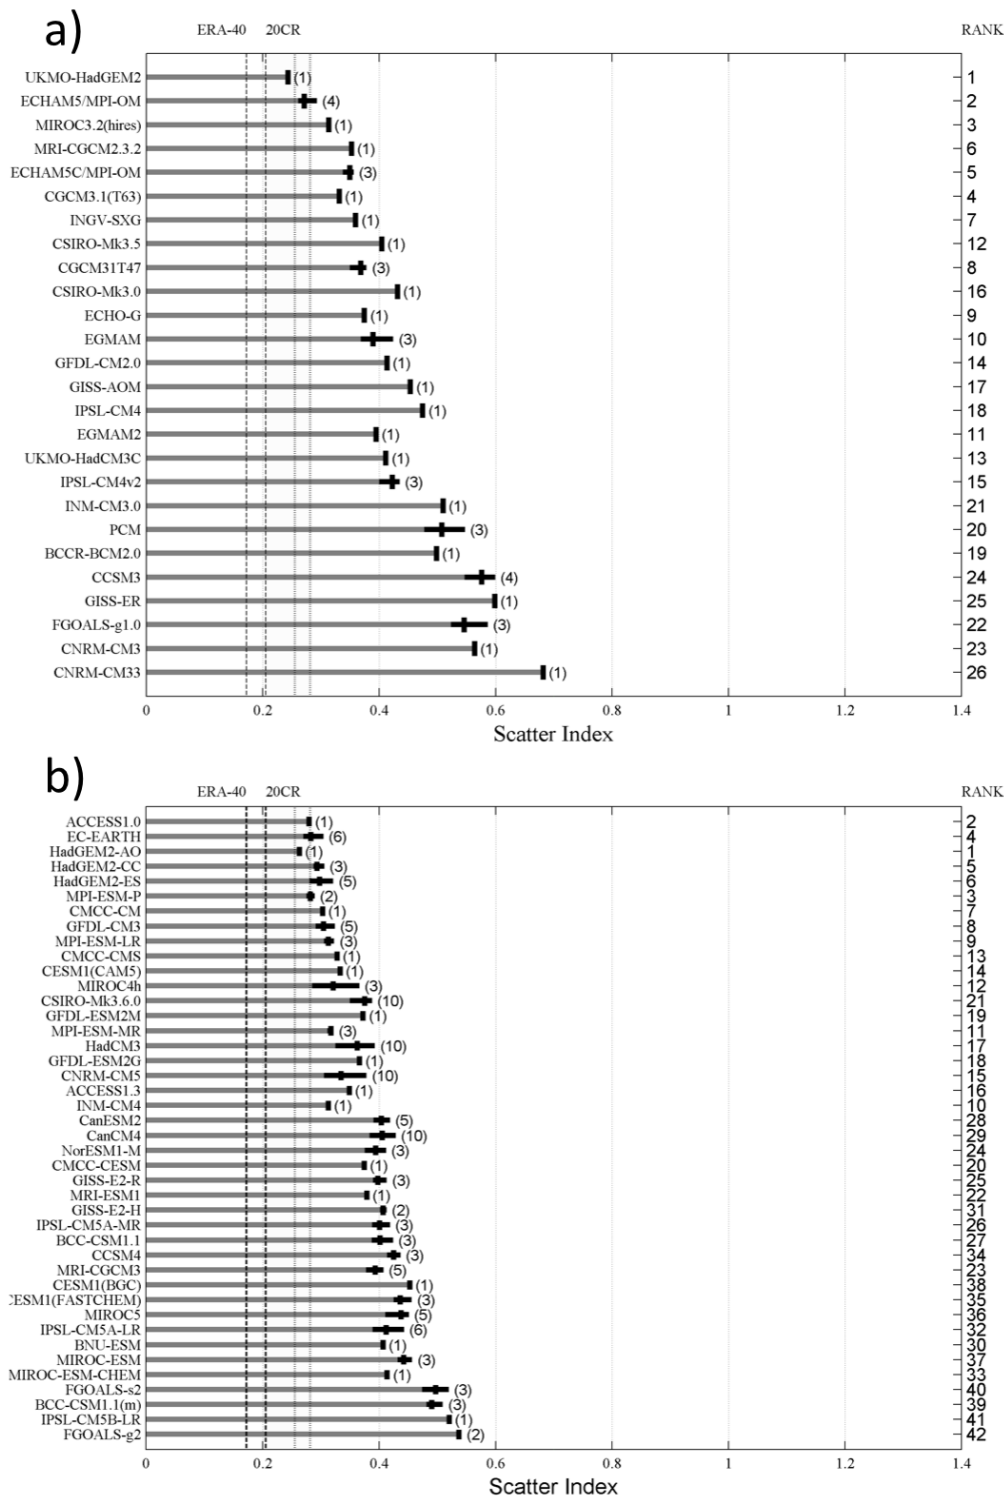 a)
ERA-40 20CR RANK
UKMO-HadGEM2 (1) 1
ECHAM5/MPI-OM (4) 2
MIROC3.2(hires) (1) 3
MRI-CGCM2.3.2 (1) 6
ECHAM5C/MPI-OM (3) 5
CGCM3.1(T63) (1) 4
INGV-SXG (1) 7
CSIRO-Mk3.5 (1) 12
CGCM31T47 (3) 8
CSIRO-Mk3.0 (1) 16
ECHO-G (1) 9
EGMAM (3) 10
GFDL-CM2.0 (1) 14
GISS-AOM (1) 17
IPSL-CM4 (1) 18
EGMAM2 (1) 11
UKMO-HadCM3C (1) 13
IPSL-CM4v2 (3) 15
INM-CM3.0 (1) 21
PCM (3) 20
BCCR-BCM2.0 (1) 19
CCSM3 (4) 24
GISS-ER (1) 25
FGOALS-g1.0 (3) 22
CNRM-CM3 (1) 23
CNRM-CM33 (1) 26
0 0.2 0.4 0.6 0.8 1 1.2 1.4
Scatter Index
b)
ERA-40 20CR RANK
ACCESS1.0 (1) 2
EC-EARTH (6) 4
HadGEM2-AO (1) 1
HadGEM2-CC (3) 5
HadGEM2-ES (5) 6
MPI-ESM-P (2) 3
CMCC-CM (1) 7
GFDL-CM3 (5) 8
MPI-ESM-LR (3) 9
CMCC-CMS (1) 13
CESM1(CAM5) (1) 14
MIROC4h (3) 12
CSIRO-Mk3.6.0 (10) 21
GFDL-ESM2M (1) 19
MPI-ESM-MR (3) 11
HadCM3 (10) 17
GFDL-ESM2G (1) 18
CNRM-CM5 (10) 15
ACCESS1.3 (1) 16
INM-CM4 (1) 10
CanESM2 (5) 28
CanCM4 (10) 29
NorESM1-M (3) 24
CMCC-CESM (1) 20
GISS-E2-R (3) 25
MRI-ESM1 (1) 22
GISS-E2-H (2) 31
IPSL-CM5A-MR (3) 26
BCC-CSM1.1 (3) 27
CCSM4 (3) 34
MRI-CGCM3 (5) 23
CESM1(BGC) (1) 38
CESM1(FASTCHEM) (3) 35
MIROC5 (5) 36
IPSL-CM5A-LR (6) 32
BNU-ESM (1) 30
MIROC-ESM (3) 37
MIROC-ESM-CHEM (1) 33
FGOALS-s2 (3) 40
BCC-CSM1.1(m) (3) 39
IPSL-CM5B-LR (1) 41
FGOALS-g2 (2) 42
0 0.2 0.4 0.6 0.8 1 1.2 1.4
Scatter Index